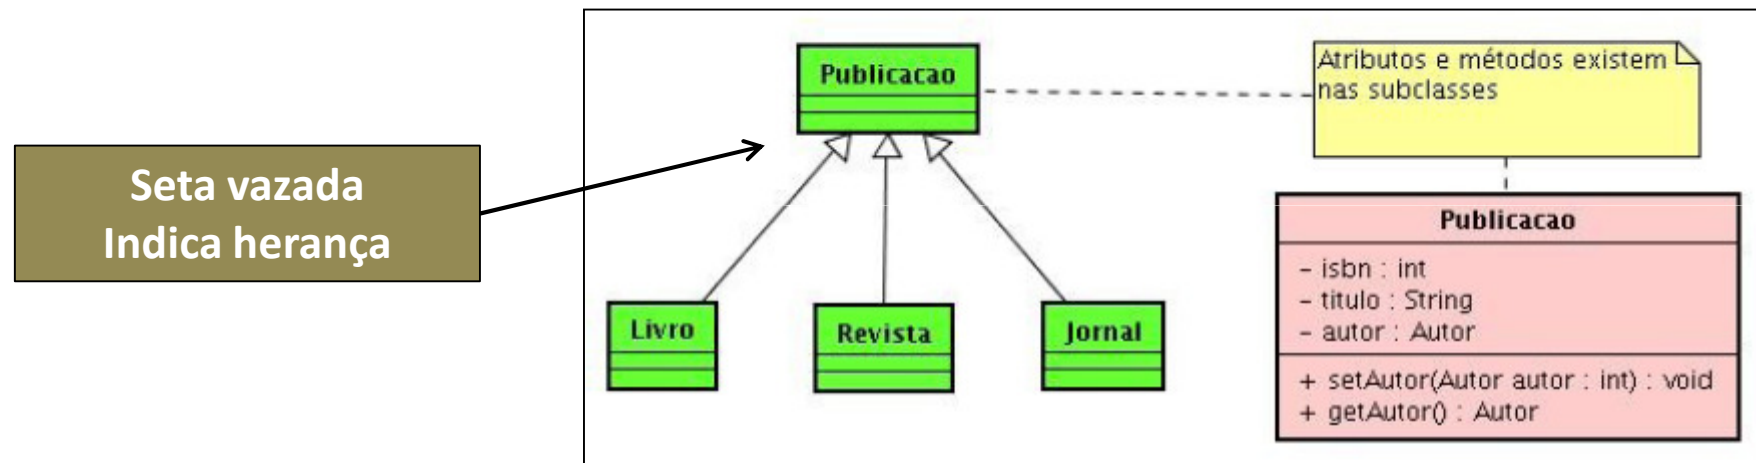 Seta vazada
Indica herança
Publicacao
Livro
Revista
Jornal
Atributos e métodos existem
nas subclasses
Publicacao
- isbn : int
- titulo : String
- autor : Autor
+ setAutor(Autor autor : int) : void
+ getAutor() : Autor